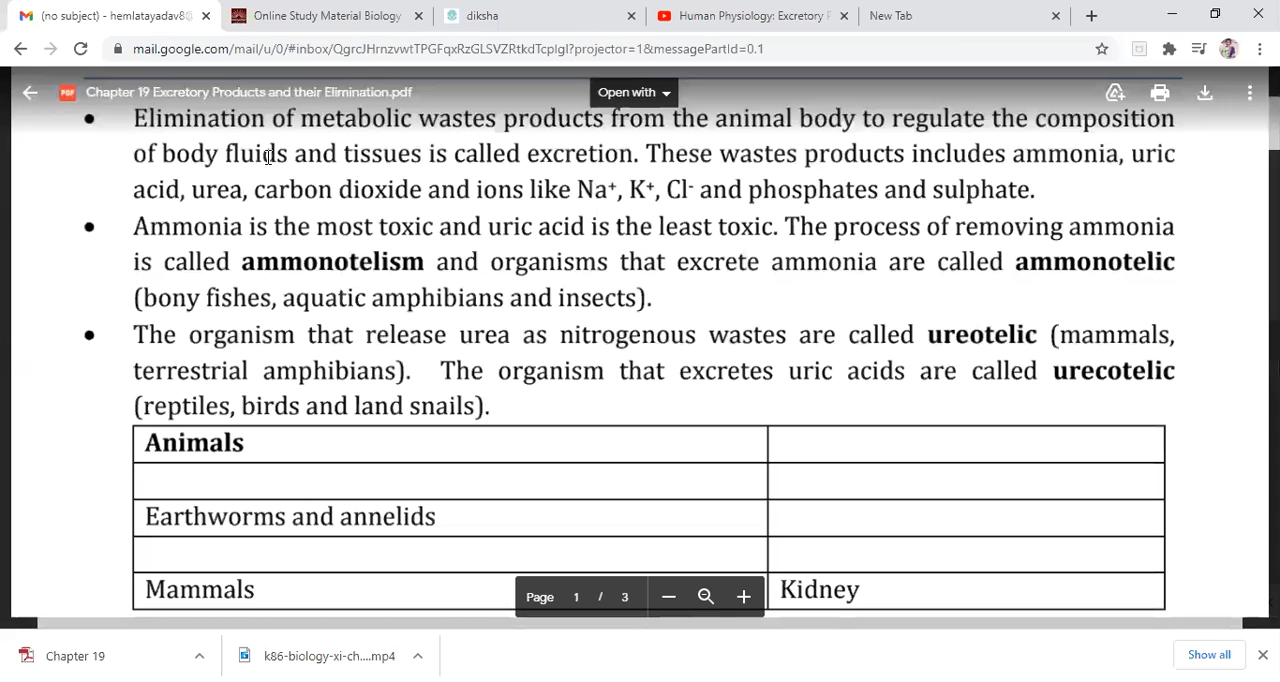 (no subject) - hemlatayadav8@
Online Study Material Biology
diksha
Human Physiology: Excretory
New Tab
mail.google.com/mail/u/0/#inbox/QgrcJHrnzvwtTPGFqxRzGLSVZRtkdTcplgl?projector=1&messagePartId=0.1
Chapter 19 Excretory Products and their Elimination.pdf
Open with
• Elimination of metabolic wastes products from the animal body to regulate the composition
of body fluids and tissues is called excretion. These wastes products includes ammonia, uric
acid, urea, carbon dioxide and ions like Na⁺, K⁺, Cl⁻ and phosphates and sulphate.
• Ammonia is the most toxic and uric acid is the least toxic. The process of removing ammonia
is called ammonotelism and organisms that excrete ammonia are called ammonotelic
(bony fishes, aquatic amphibians and insects).
• The organism that release urea as nitrogenous wastes are called ureotelic (mammals,
terrestrial amphibians). The organism that excretes uric acids are called urecotelic
(reptiles, birds and land snails).
Animals
Earthworms and annelids
Mammals
Kidney
Page 1 / 3
Chapter 19
k86-biology-xi-ch....mp4
Show all